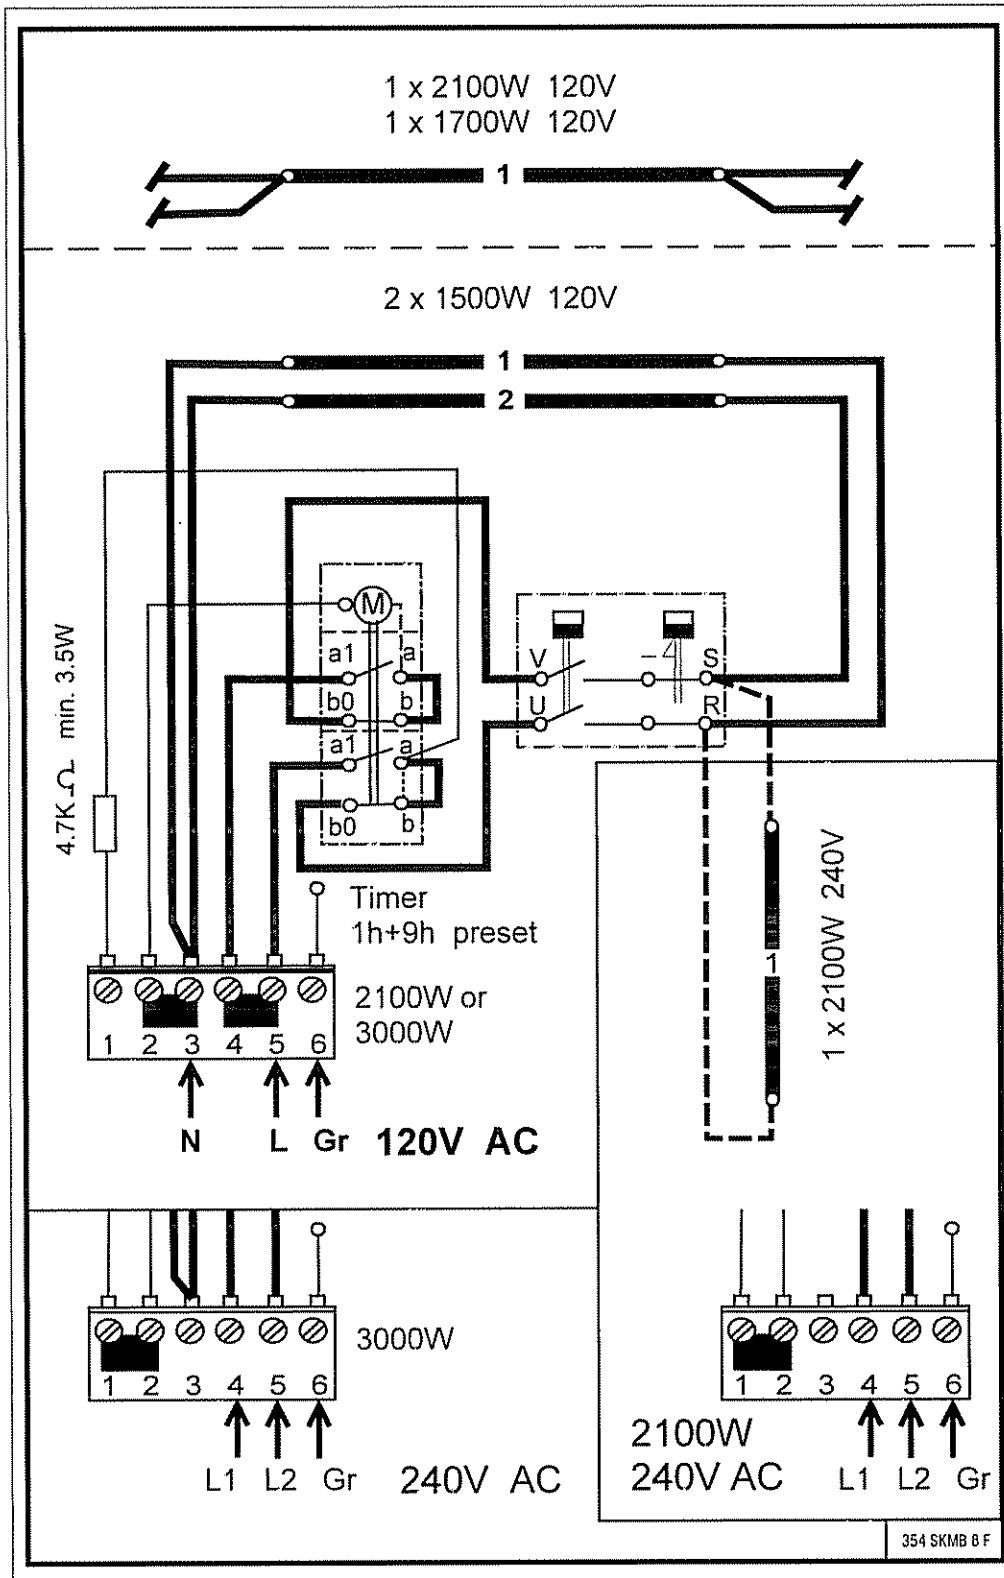 1 x 2100W 120V
1 x 1700W 120V
1
2 x 1500W 120V
1
2
4.7K Ω min. 3.5W
M
a1 a
b0 b
a1 a
b0 b
V S
U R
Timer
1h+9h preset
2100W or
3000W
1 2 3 4 5 6
N L Gr 120V AC
1
1 x 2100W 240V
3000W
1 2 3 4 5 6
L1 L2 Gr 240V AC
1 2 3 4 5 6
2100W
240V AC L1 L2 Gr
354 SKMB 8 F